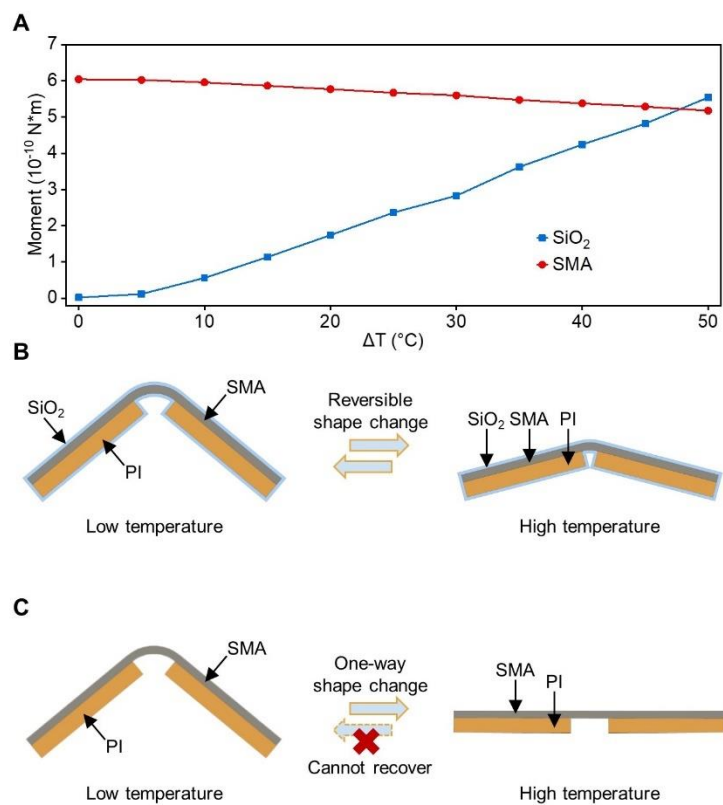 A
7
6
5
4
3
2
1
0
Moment (10⁻¹⁰ N*m)
SiO₂
SMA
0 10 20 30 40 50
ΔT (°C)
B
SiO₂
SMA
PI
Low temperature
Reversible
shape change
SiO₂ SMA PI
High temperature
C
SMA
PI
Low temperature
One-way
shape change
Cannot recover
SMA
PI
High temperature